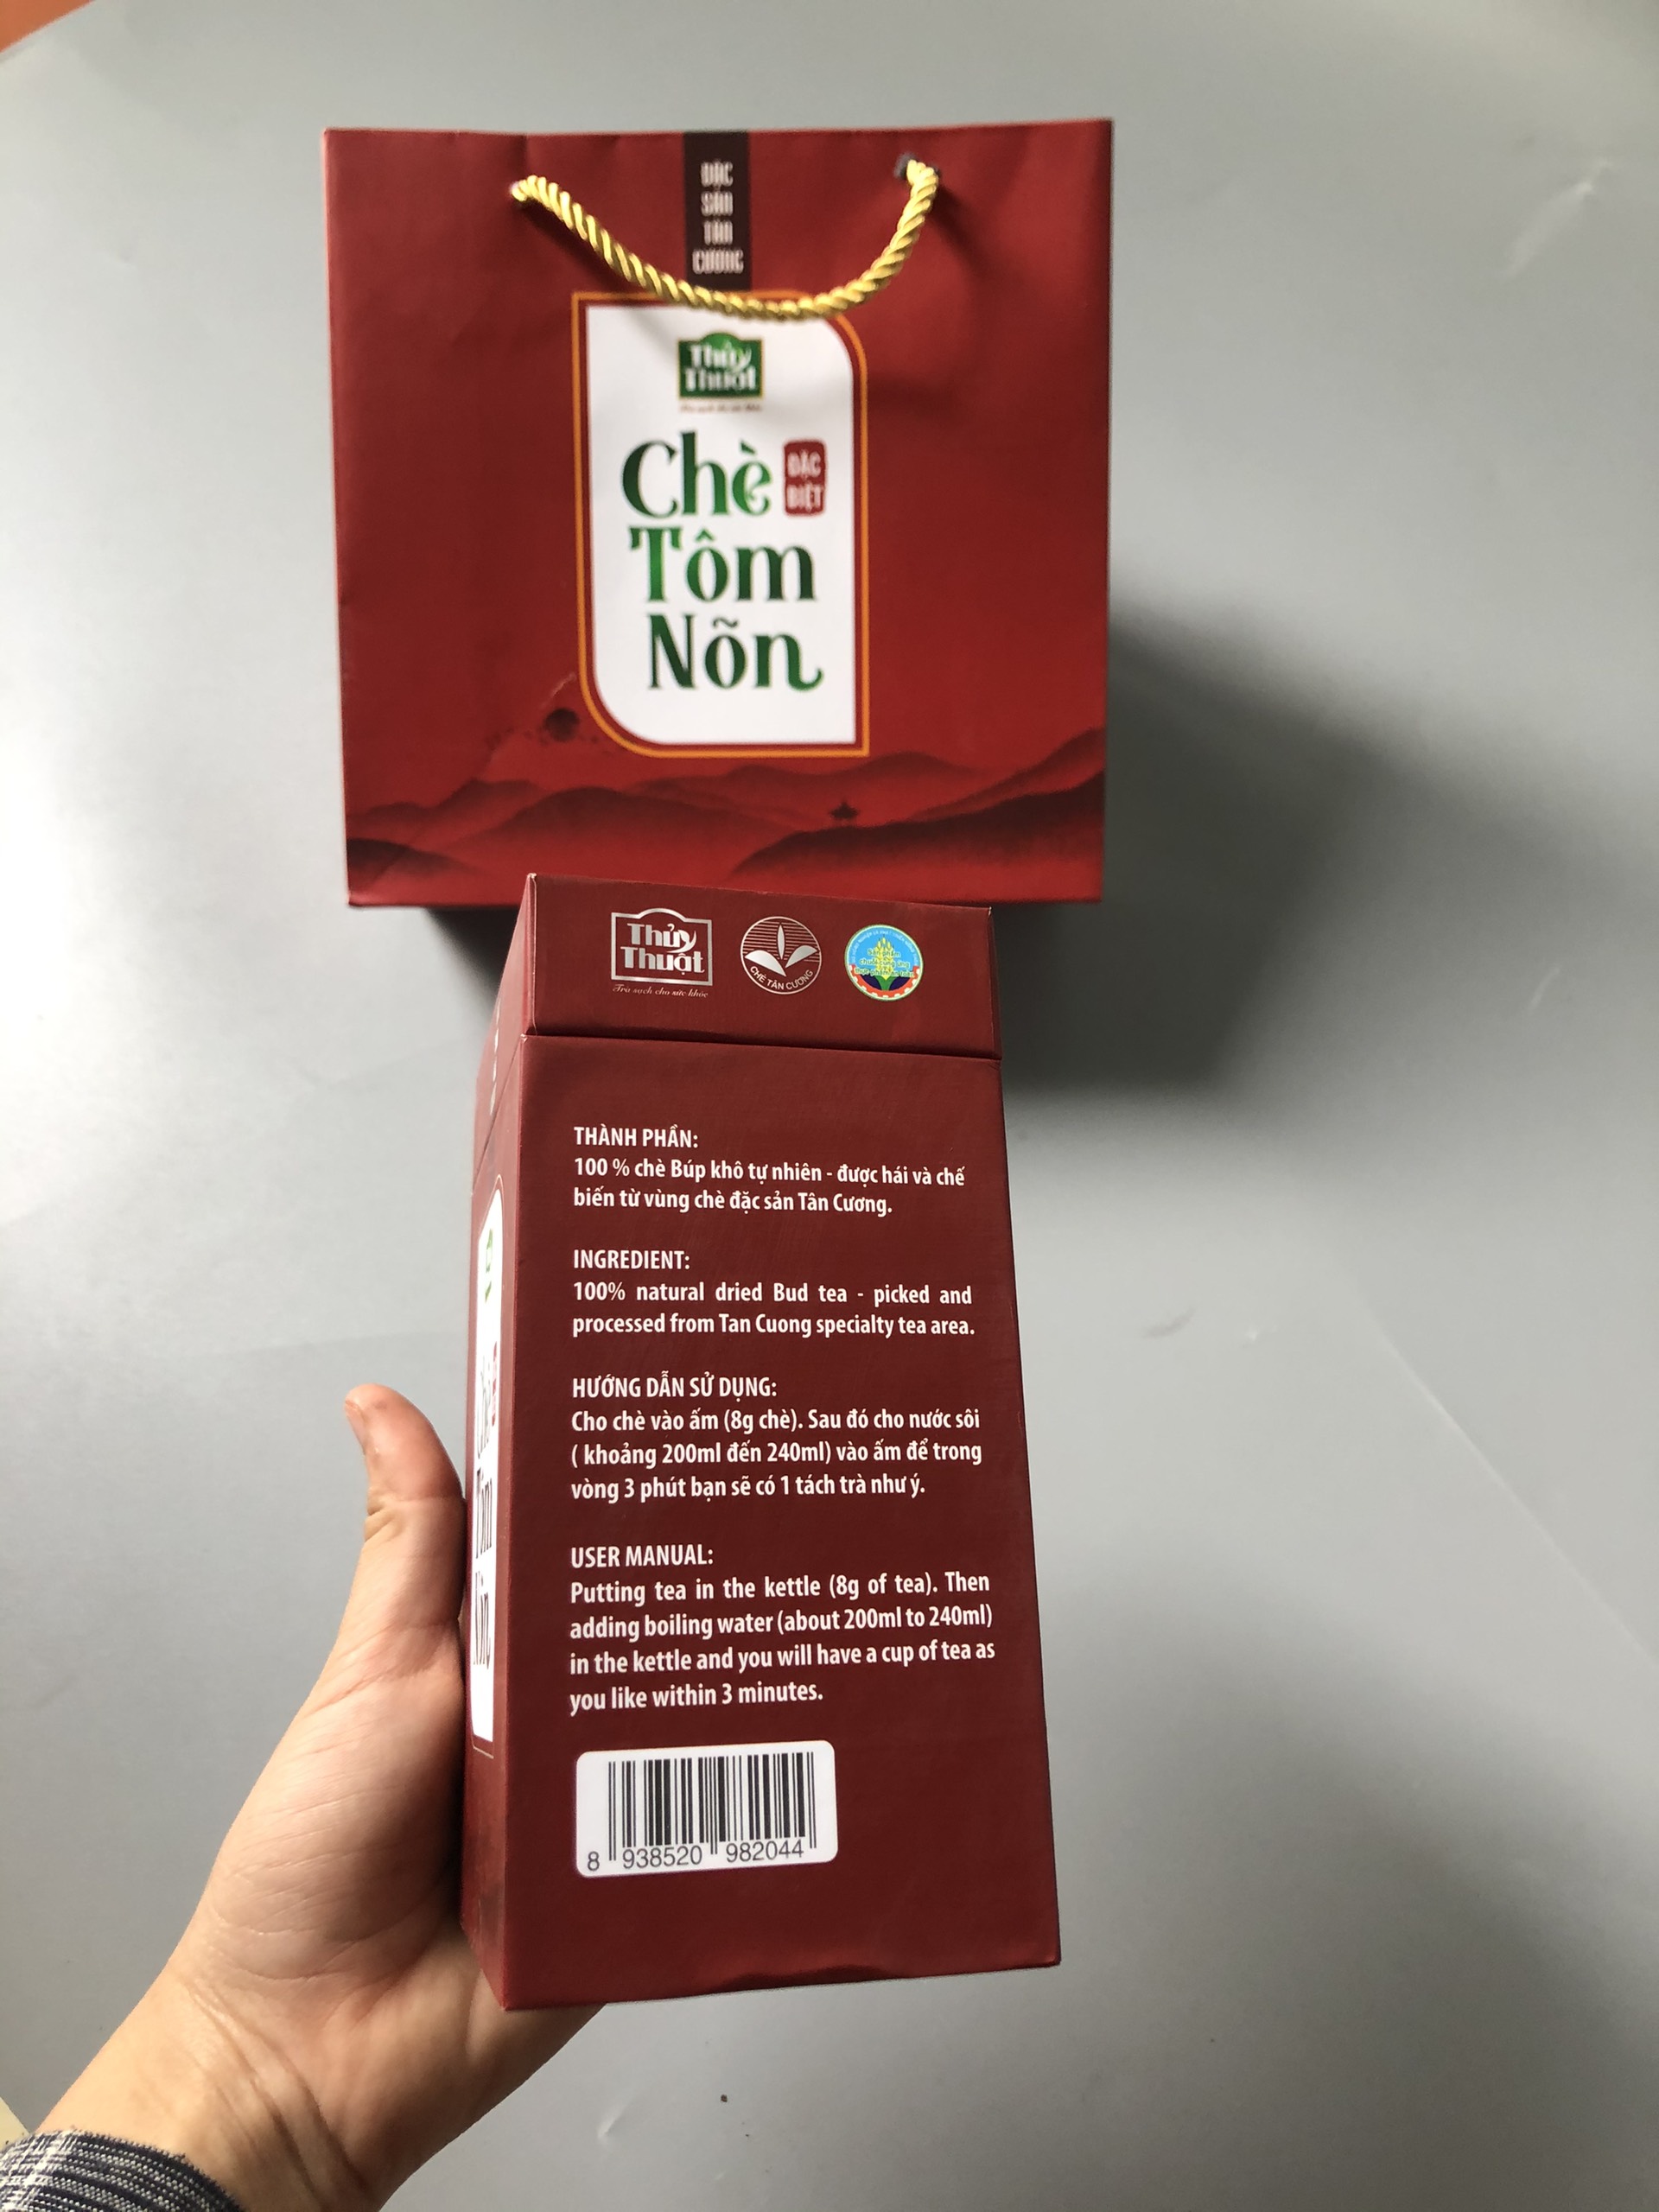 ĐẶC
SẢN
TÂN
CƯƠNG
Thủy
Thuật
Chè
ĐẶC
BIỆT
Tôm
Nõn
Thủy
Thuật
Trà sạch cho sức khỏe
CHÈ TÂN CƯƠNG
THÀNH PHẦN:
100 % chè Búp khô tự nhiên - được hái và chế
biến từ vùng chè đặc sản Tân Cương.
INGREDIENT:
100% natural dried Bud tea - picked and
processed from Tan Cuong specialty tea area.
HƯỚNG DẪN SỬ DỤNG:
Cho chè vào ấm (8g chè). Sau đó cho nước sôi
( khoảng 200ml đến 240ml) vào ấm để trong
vòng 3 phút bạn sẽ có 1 tách trà như ý.
USER MANUAL:
Putting tea in the kettle (8g of tea). Then
adding boiling water (about 200ml to 240ml)
in the kettle and you will have a cup of tea as
you like within 3 minutes.
8 938520 982044
Chè
Tôm
Nõn